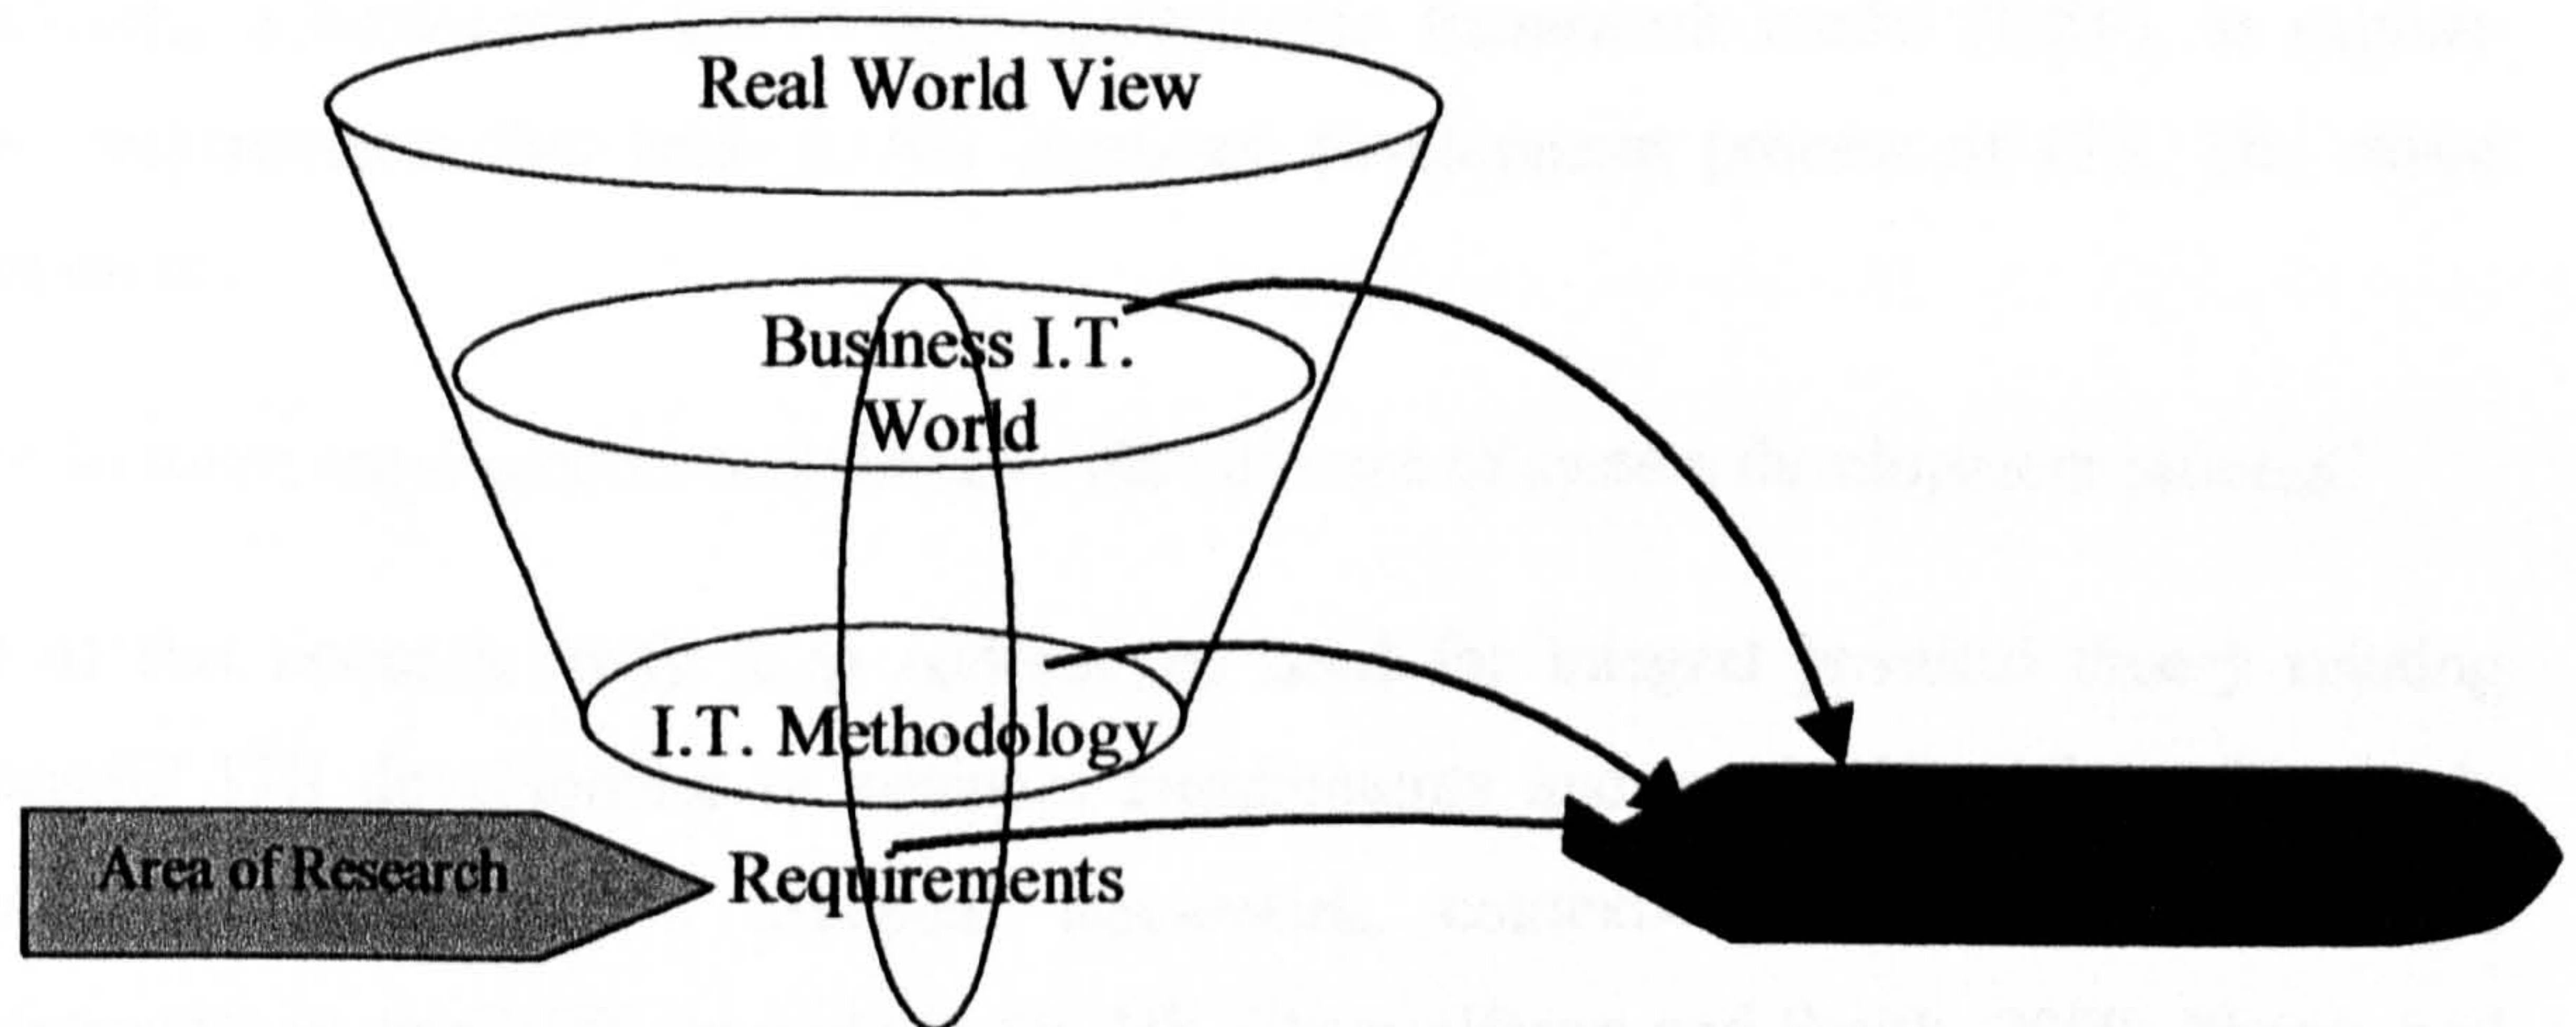 Real World View
Business I.T.
World
I.T. Methodology
Area of Research
Requirements